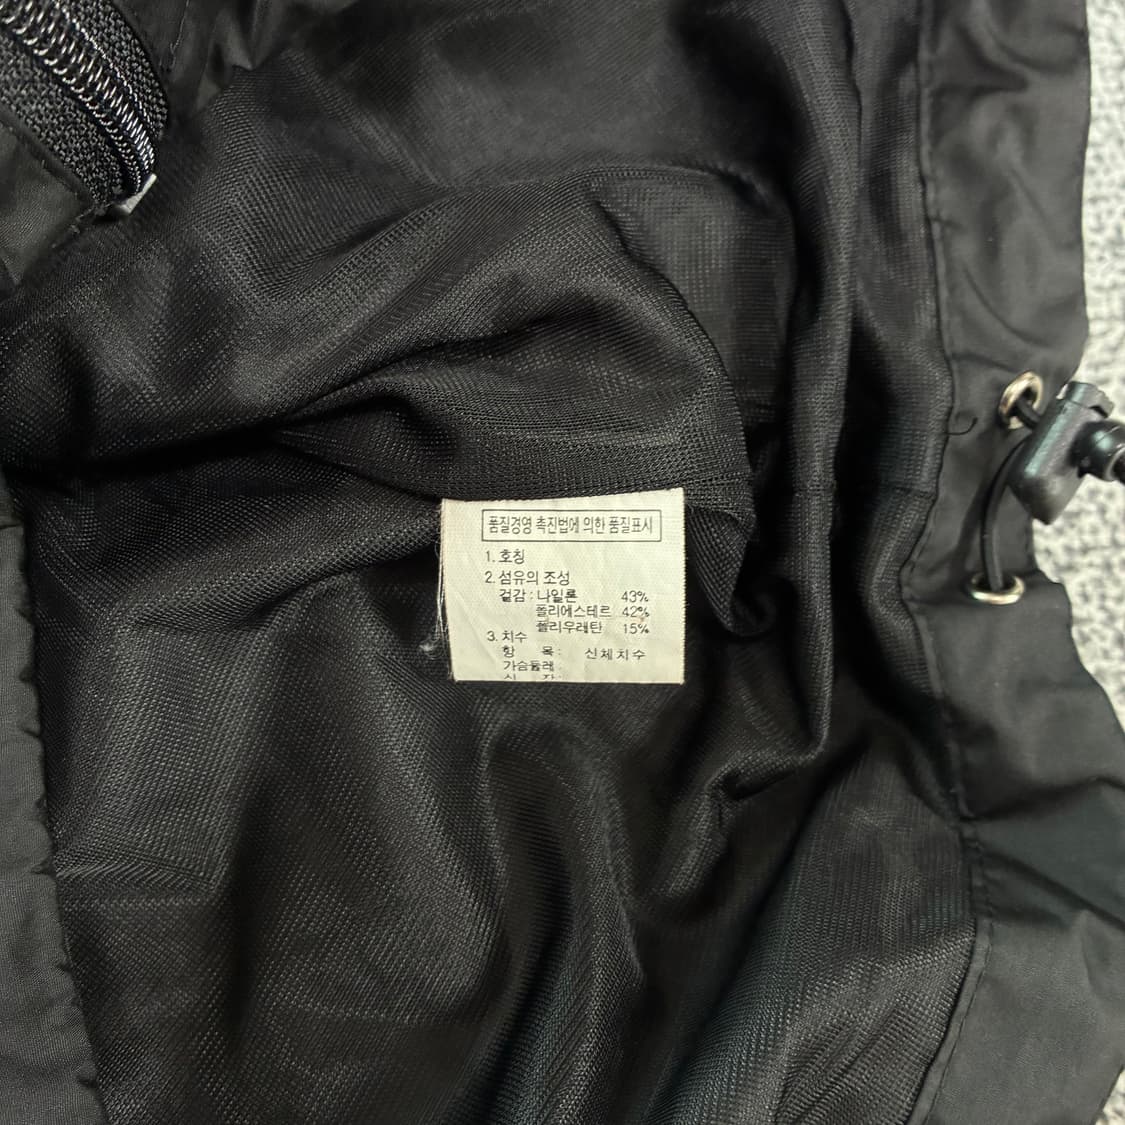 품질경영 촉진법에 의한 품질표시
1. 호칭
2. 섬유의 조성
겉감 : 나일론 43%
폴리에스테르 42%
폴리우레탄 15%
3. 치수
항 목 : 신체치수
가슴둘레 :